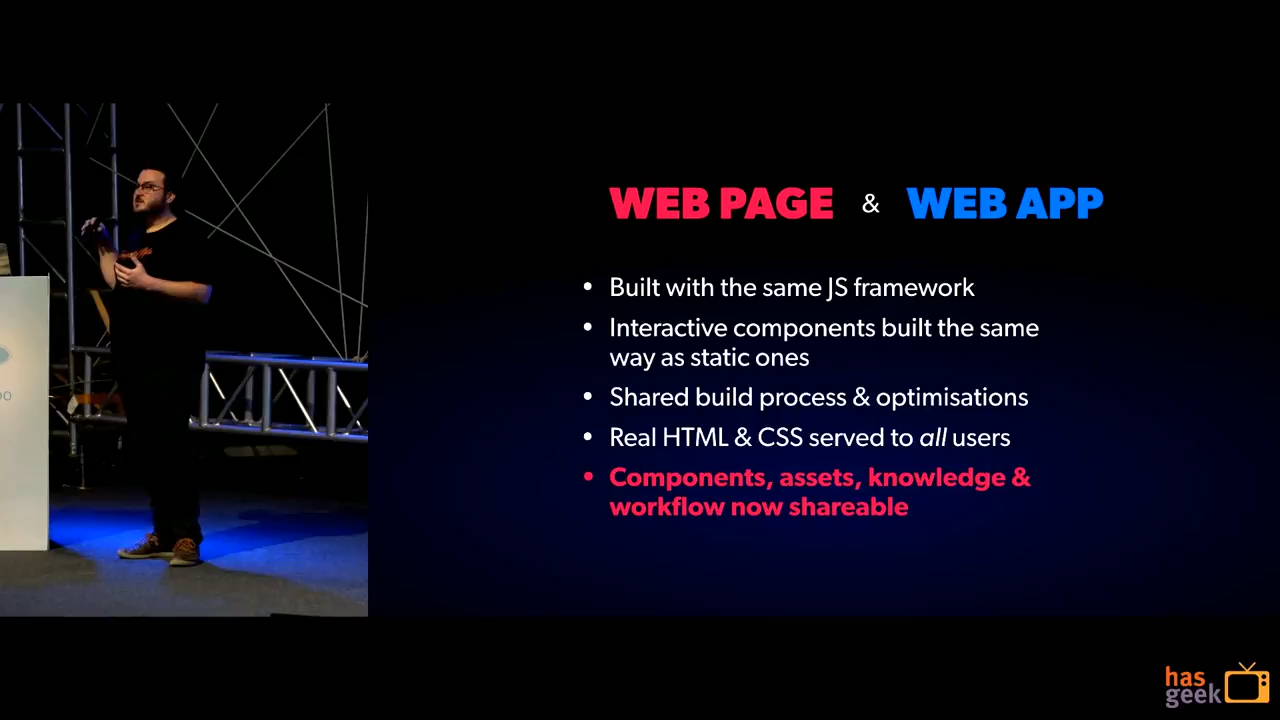 WEB PAGE & WEB APP
• Built with the same JS framework
• Interactive components built the same
way as static ones
• Shared build process & optimisations
• Real HTML & CSS served to all users
• Components, assets, knowledge &
workflow now shareable
has
geek